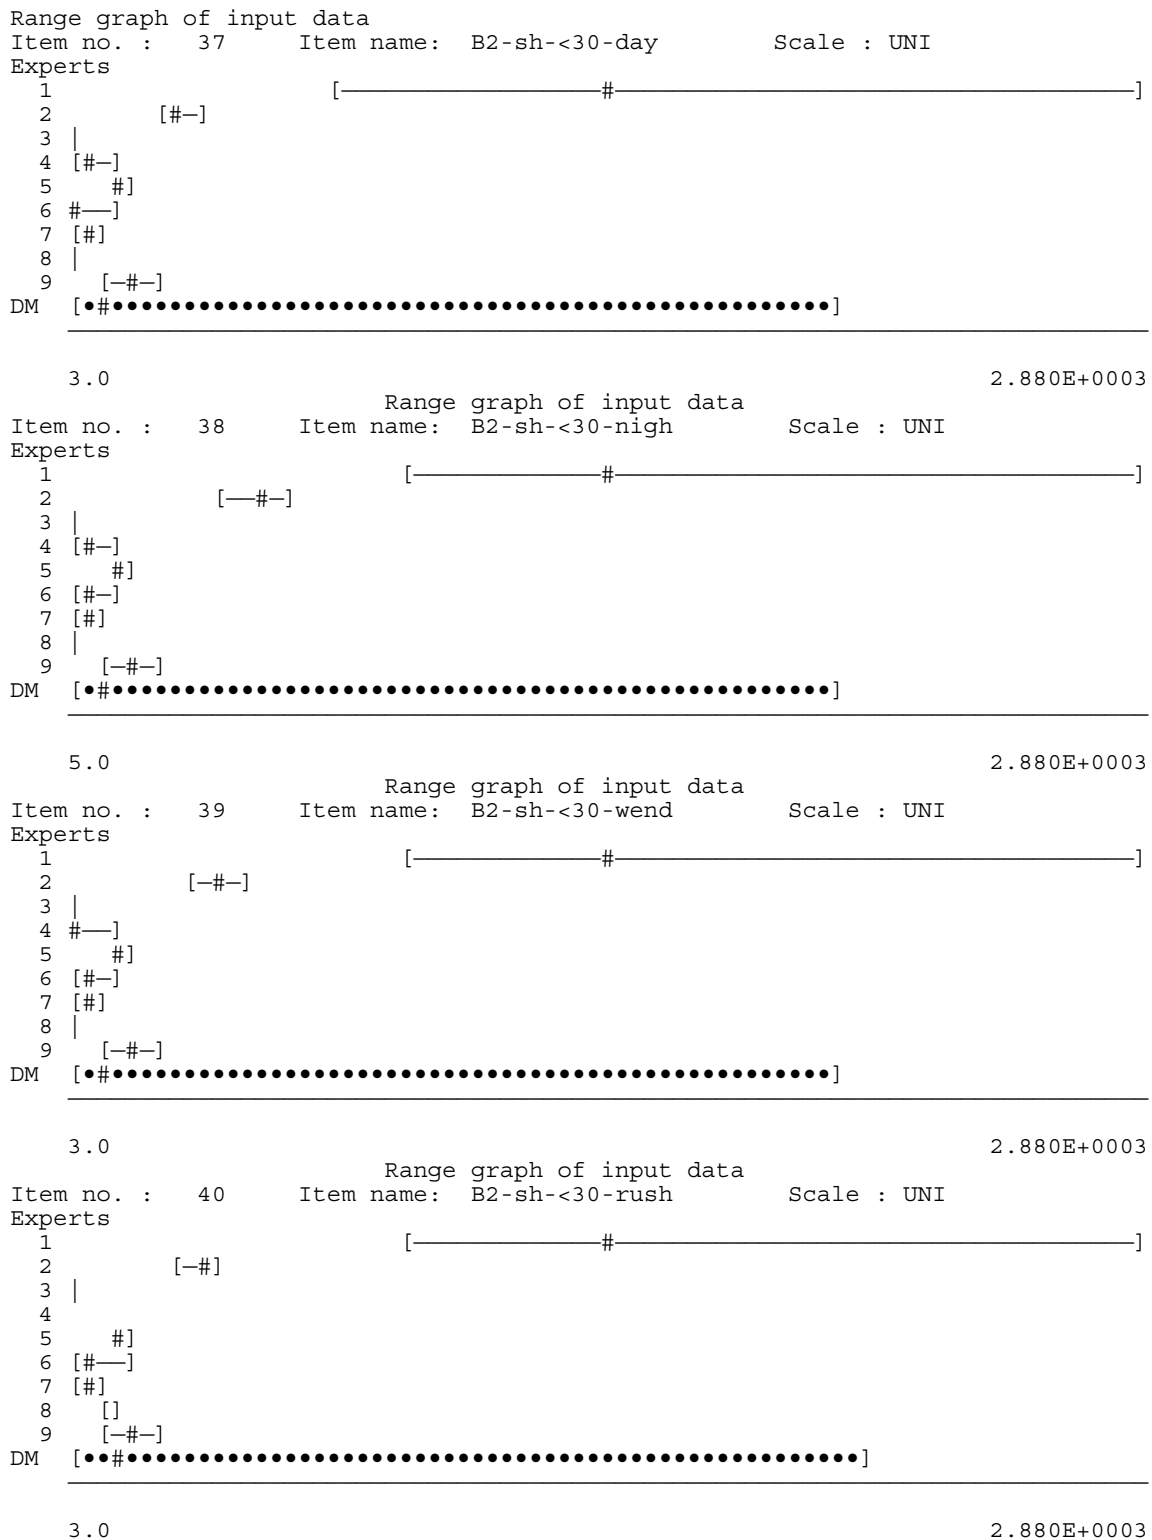 Range graph of input data
Item no. :   37     Item name:  B2-sh-<30-day        Scale : UNI
Experts
  1                    [——————————————————#————————————————————————————————————]
  2        [#—]
  3 |
  4 [#—]
  5    #]
  6 #——]
  7 [#]
  8 |
  9   [—#—]
DM  [•#••••••••••••••••••••••••••••••••••••••••••••••••••]
    3.0                                                             2.880E+0003
                          Range graph of input data
Item no. :   38     Item name:  B2-sh-<30-nigh        Scale : UNI
Experts
  1                         [—————————————#————————————————————————————————————]
  2            [——#—]
  3 |
  4 [#—]
  5    #]
  6 [#—]
  7 [#]
  8 |
  9   [—#—]
DM  [•#••••••••••••••••••••••••••••••••••••••••••••••••••]
    5.0                                                             2.880E+0003
                          Range graph of input data
Item no. :   39     Item name:  B2-sh-<30-wend        Scale : UNI
Experts
  1                         [—————————————#————————————————————————————————————]
  2          [—#—]
  3 |
  4 #——]
  5    #]
  6 [#—]
  7 [#]
  8 |
  9   [—#—]
DM  [•#••••••••••••••••••••••••••••••••••••••••••••••••••]
    3.0                                                             2.880E+0003
                          Range graph of input data
Item no. :   40     Item name:  B2-sh-<30-rush        Scale : UNI
Experts
  1                         [—————————————#————————————————————————————————————]
  2         [—#]
  3 |
  4
  5    #]
  6 [#——]
  7 [#]
  8   []
  9   [—#—]
DM  [••#•••••••••••••••••••••••••••••••••••••••••••••••••••]
    3.0                                                             2.880E+0003